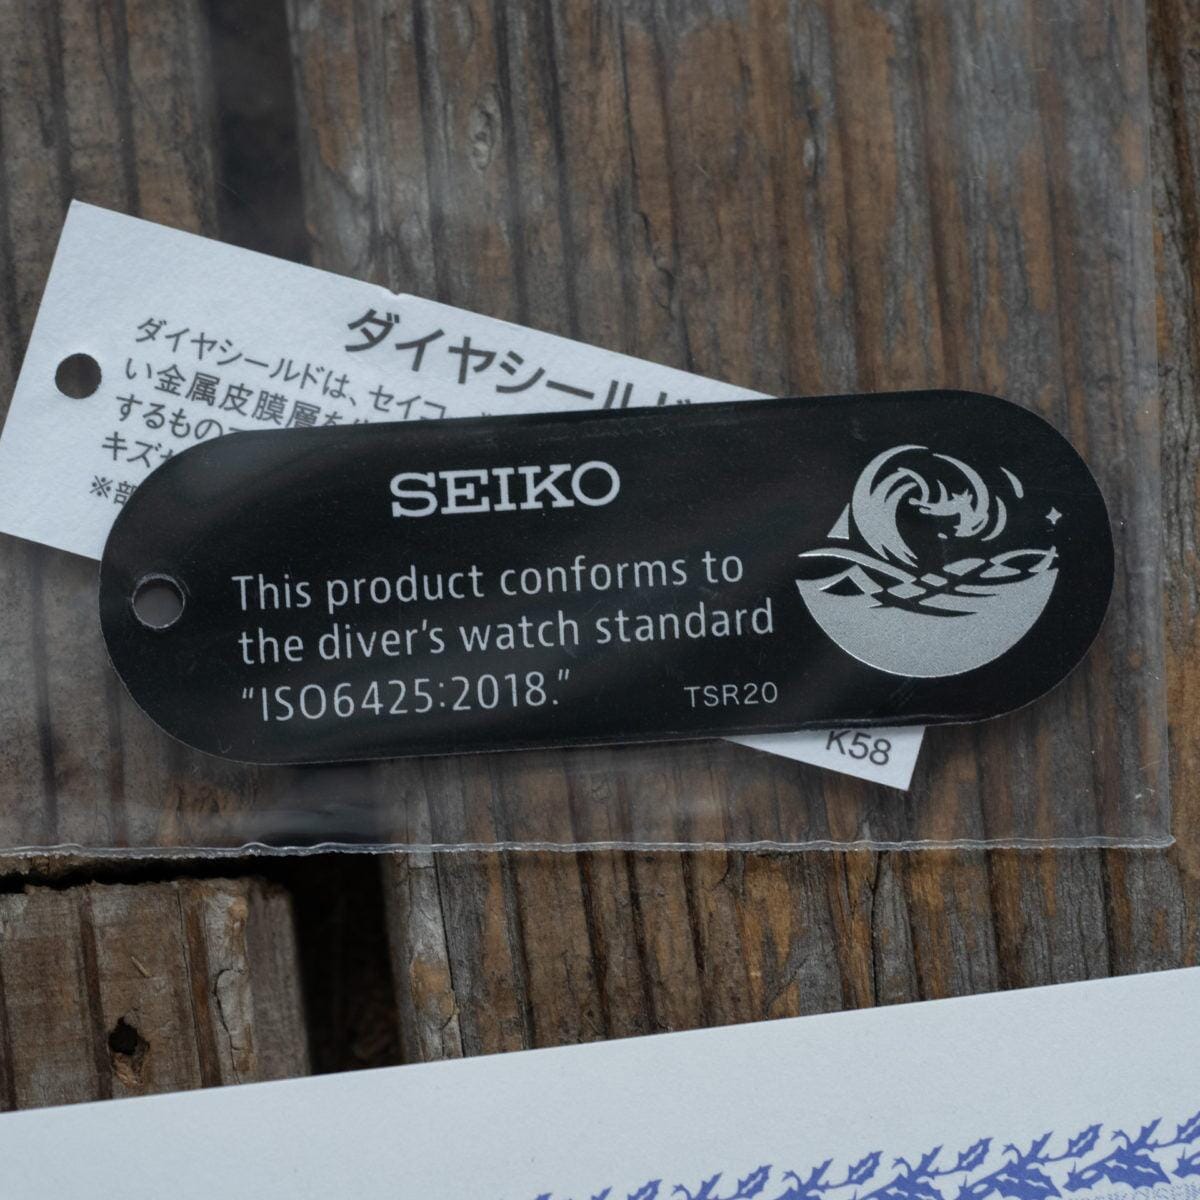 ダイヤシールド
ダイヤシールドは、セイコー
い金属皮膜層を
するもの
キズ
※部
SEIKO
This product conforms to
the diver's watch standard
“ISO6425:2018.”
TSR20
K58